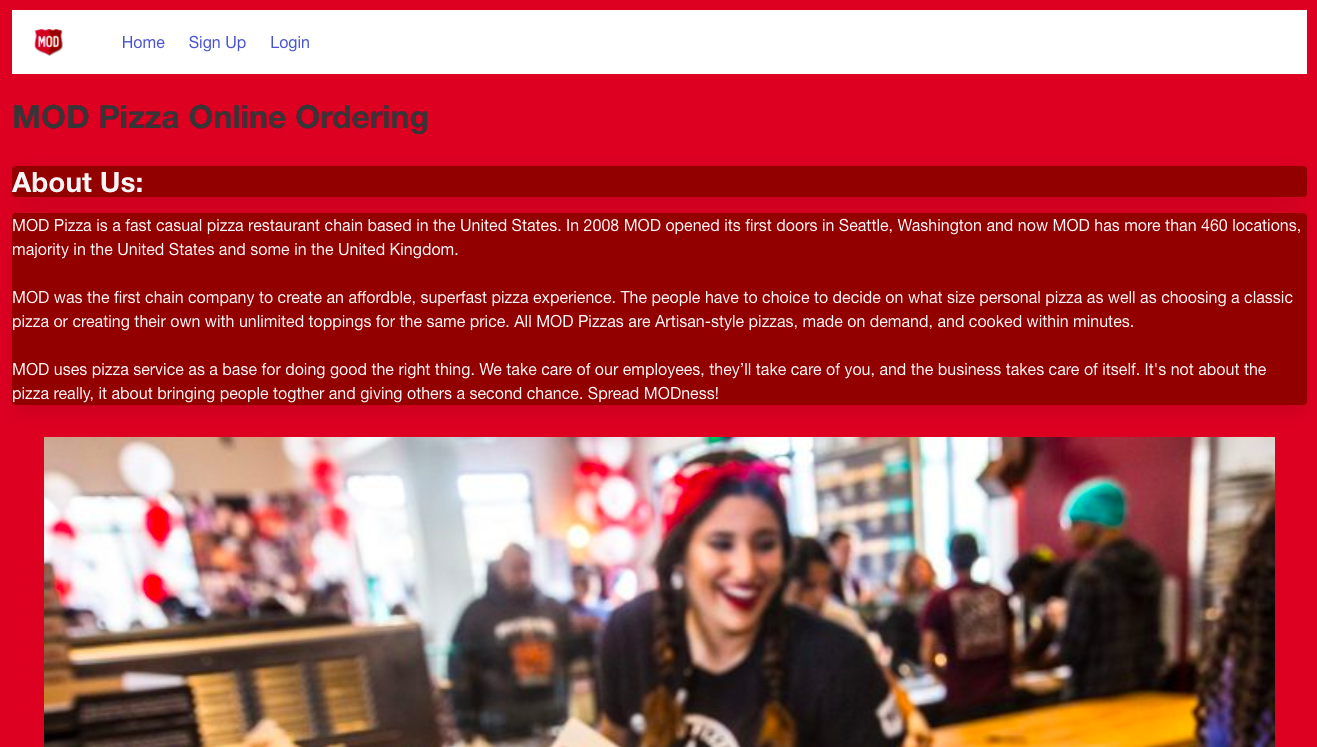 MOD
Home Sign Up Login
MOD Pizza Online Ordering
About Us:
MOD Pizza is a fast casual pizza restaurant chain based in the United States. In 2008 MOD opened its first doors in Seattle, Washington and now MOD has more than 460 locations,
majority in the United States and some in the United Kingdom.
MOD was the first chain company to create an affordble, superfast pizza experience. The people have to choice to decide on what size personal pizza as well as choosing a classic
pizza or creating their own with unlimited toppings for the same price. All MOD Pizzas are Artisan-style pizzas, made on demand, and cooked within minutes.
MOD uses pizza service as a base for doing good the right thing. We take care of our employees, they’ll take care of you, and the business takes care of itself. It's not about the
pizza really, it about bringing people togther and giving others a second chance. Spread MODness!